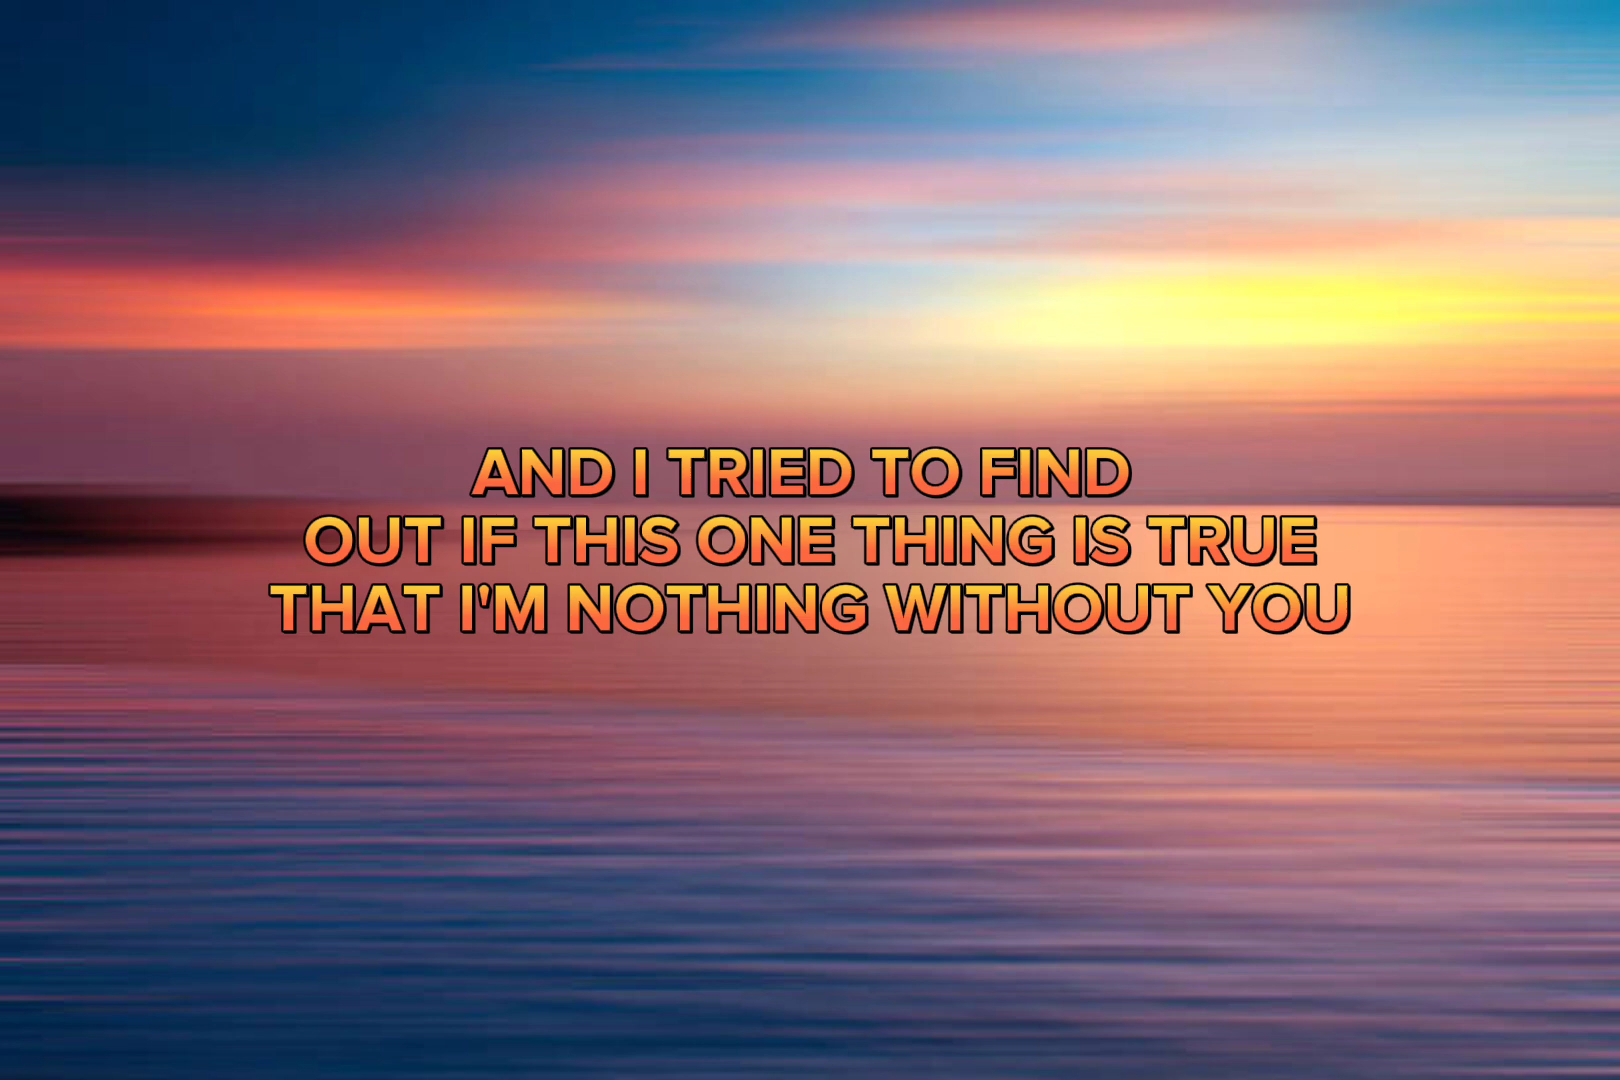 AND I TRIED TO FIND
OUT IF THIS ONE THING IS TRUE
THAT I'M NOTHING WITHOUT YOU